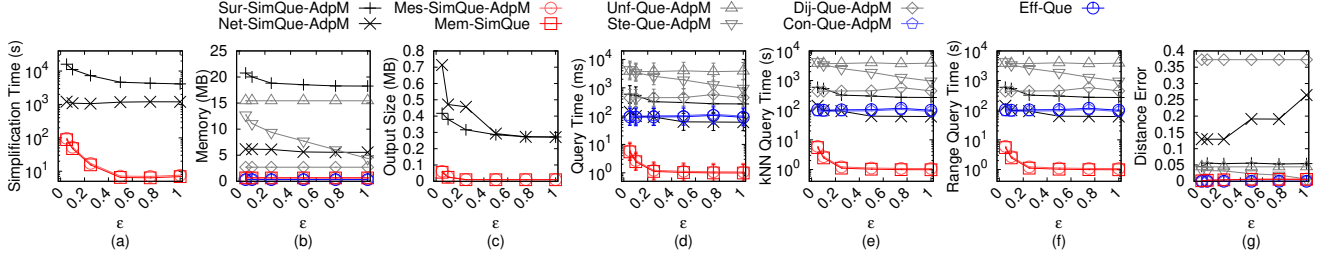 Sur-SimQue-AdpM Mes-SimQue-AdpM Unf-Que-AdpM Dij-Que-AdpM Eff-Que
Net-SimQue-AdpM Mem-SimQue Ste-Que-AdpM Con-Que-AdpM
Simplification Time (s)
10^4
10^3
10^2
10^1
0 0.2 0.4 0.6 0.8 1
ε
(a)
Memory (MB)
25
20
15
10
5
0
0 0.2 0.4 0.6 0.8 1
ε
(b)
Output Size (MB)
0.8
0.7
0.6
0.5
0.4
0.3
0.2
0.1
0
0 0.2 0.4 0.6 0.8 1
ε
(c)
Query Time (ms)
10^4
10^3
10^2
10^1
10^0
0 0.2 0.4 0.6 0.8 1
ε
(d)
kNN Query Time (s)
10^4
10^3
10^2
10^1
10^0
0 0.2 0.4 0.6 0.8 1
ε
(e)
Range Query Time (s)
10^4
10^3
10^2
10^1
10^0
0 0.2 0.4 0.6 0.8 1
ε
(f)
Distance Error
0.4
0.35
0.3
0.25
0.2
0.15
0.1
0.05
0
0 0.2 0.4 0.6 0.8 1
ε
(g)